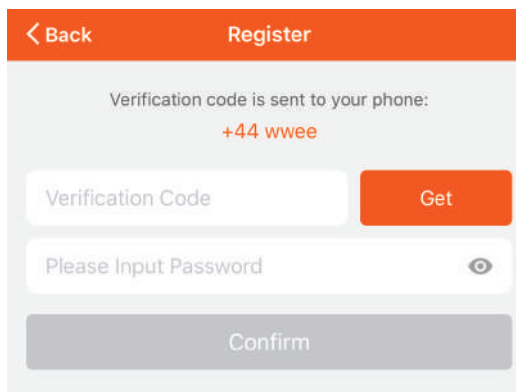 Back Register
Verification code is sent to your phone:
+44 wwee
Verification Code Get
Please Input Password
Confirm